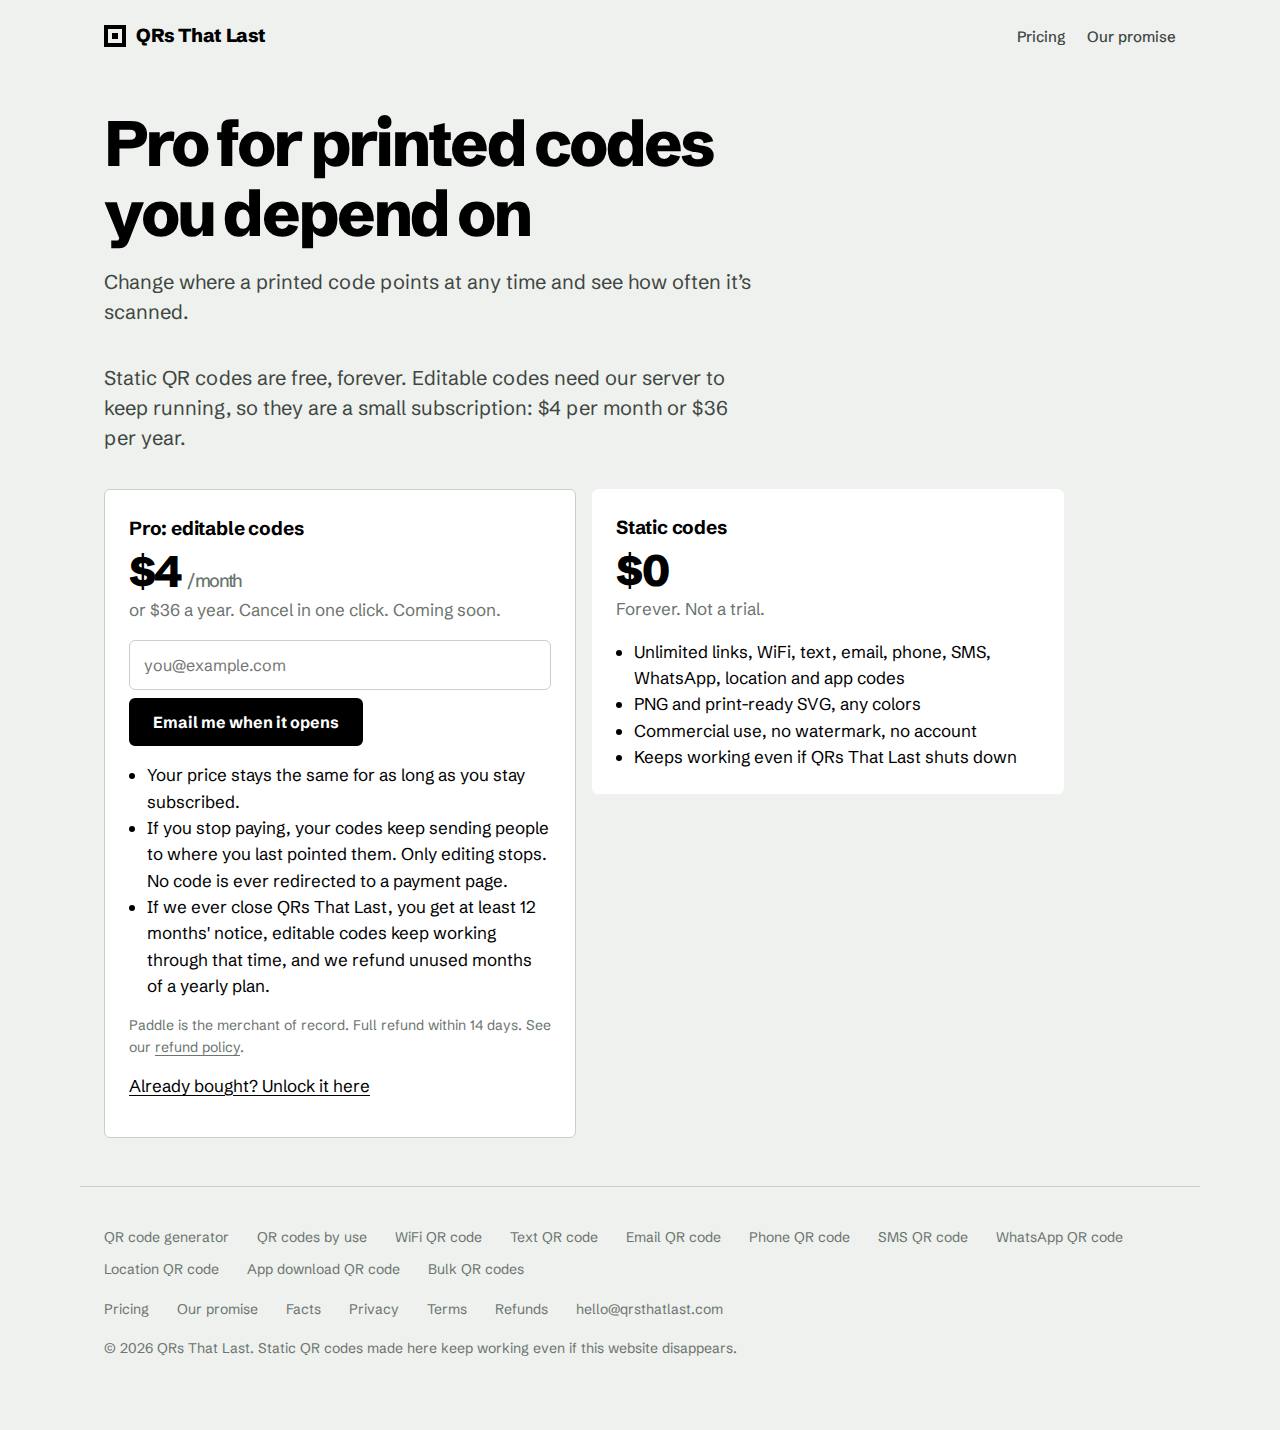 QRs That Last
Pricing
Our promise
Pro for printed codes
you depend on
Change where a printed code points at any time and see how often it’s
scanned.
Static QR codes are free, forever. Editable codes need our server to
keep running, so they are a small subscription: $4 per month or $36
per year.
Pro: editable codes
$4 /month
or $36 a year. Cancel in one click. Coming soon.
you@example.com
Email me when it opens
• Your price stays the same for as long as you stay
subscribed.
• If you stop paying, your codes keep sending people
to where you last pointed them. Only editing stops.
No code is ever redirected to a payment page.
• If we ever close QRs That Last, you get at least 12
months' notice, editable codes keep working
through that time, and we refund unused months
of a yearly plan.
Paddle is the merchant of record. Full refund within 14 days. See
our refund policy.
Already bought? Unlock it here
Static codes
$0
Forever. Not a trial.
• Unlimited links, WiFi, text, email, phone, SMS,
WhatsApp, location and app codes
• PNG and print-ready SVG, any colors
• Commercial use, no watermark, no account
• Keeps working even if QRs That Last shuts down
QR code generator QR codes by use WiFi QR code Text QR code Email QR code Phone QR code SMS QR code WhatsApp QR code
Location QR code App download QR code Bulk QR codes
Pricing Our promise Facts Privacy Terms Refunds hello@qrsthatlast.com
© 2026 QRs That Last. Static QR codes made here keep working even if this website disappears.